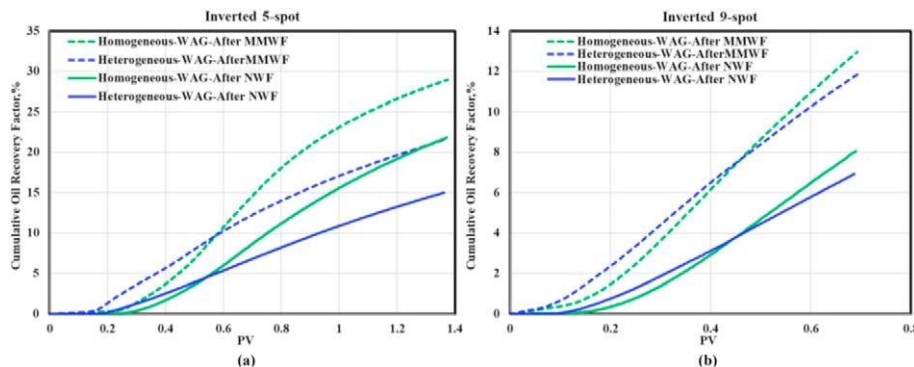 Inverted 5-spot
35
30
25
20
15
10
5
0
Cumulative Oil Recovery Factor,%
Homogeneous-WAG-After MMWF
Heterogeneous-WAG-AfterMMWF
Homogeneous-WAG-After NWF
Heterogeneous-WAG-After NWF
0 0.2 0.4 0.6 0.8 1 1.2 1.4
PV
(a)
Inverted 9-spot
14
12
10
8
6
4
2
0
Cumulative Oil Recovery Factor,%
Homogeneous-WAG-After MMWF
Heterogeneous-WAG-AfterMMWF
Homogeneous-WAG-After NWF
Heterogeneous-WAG-After NWF
0 0.2 0.4 0.6 0.8
PV
(b)